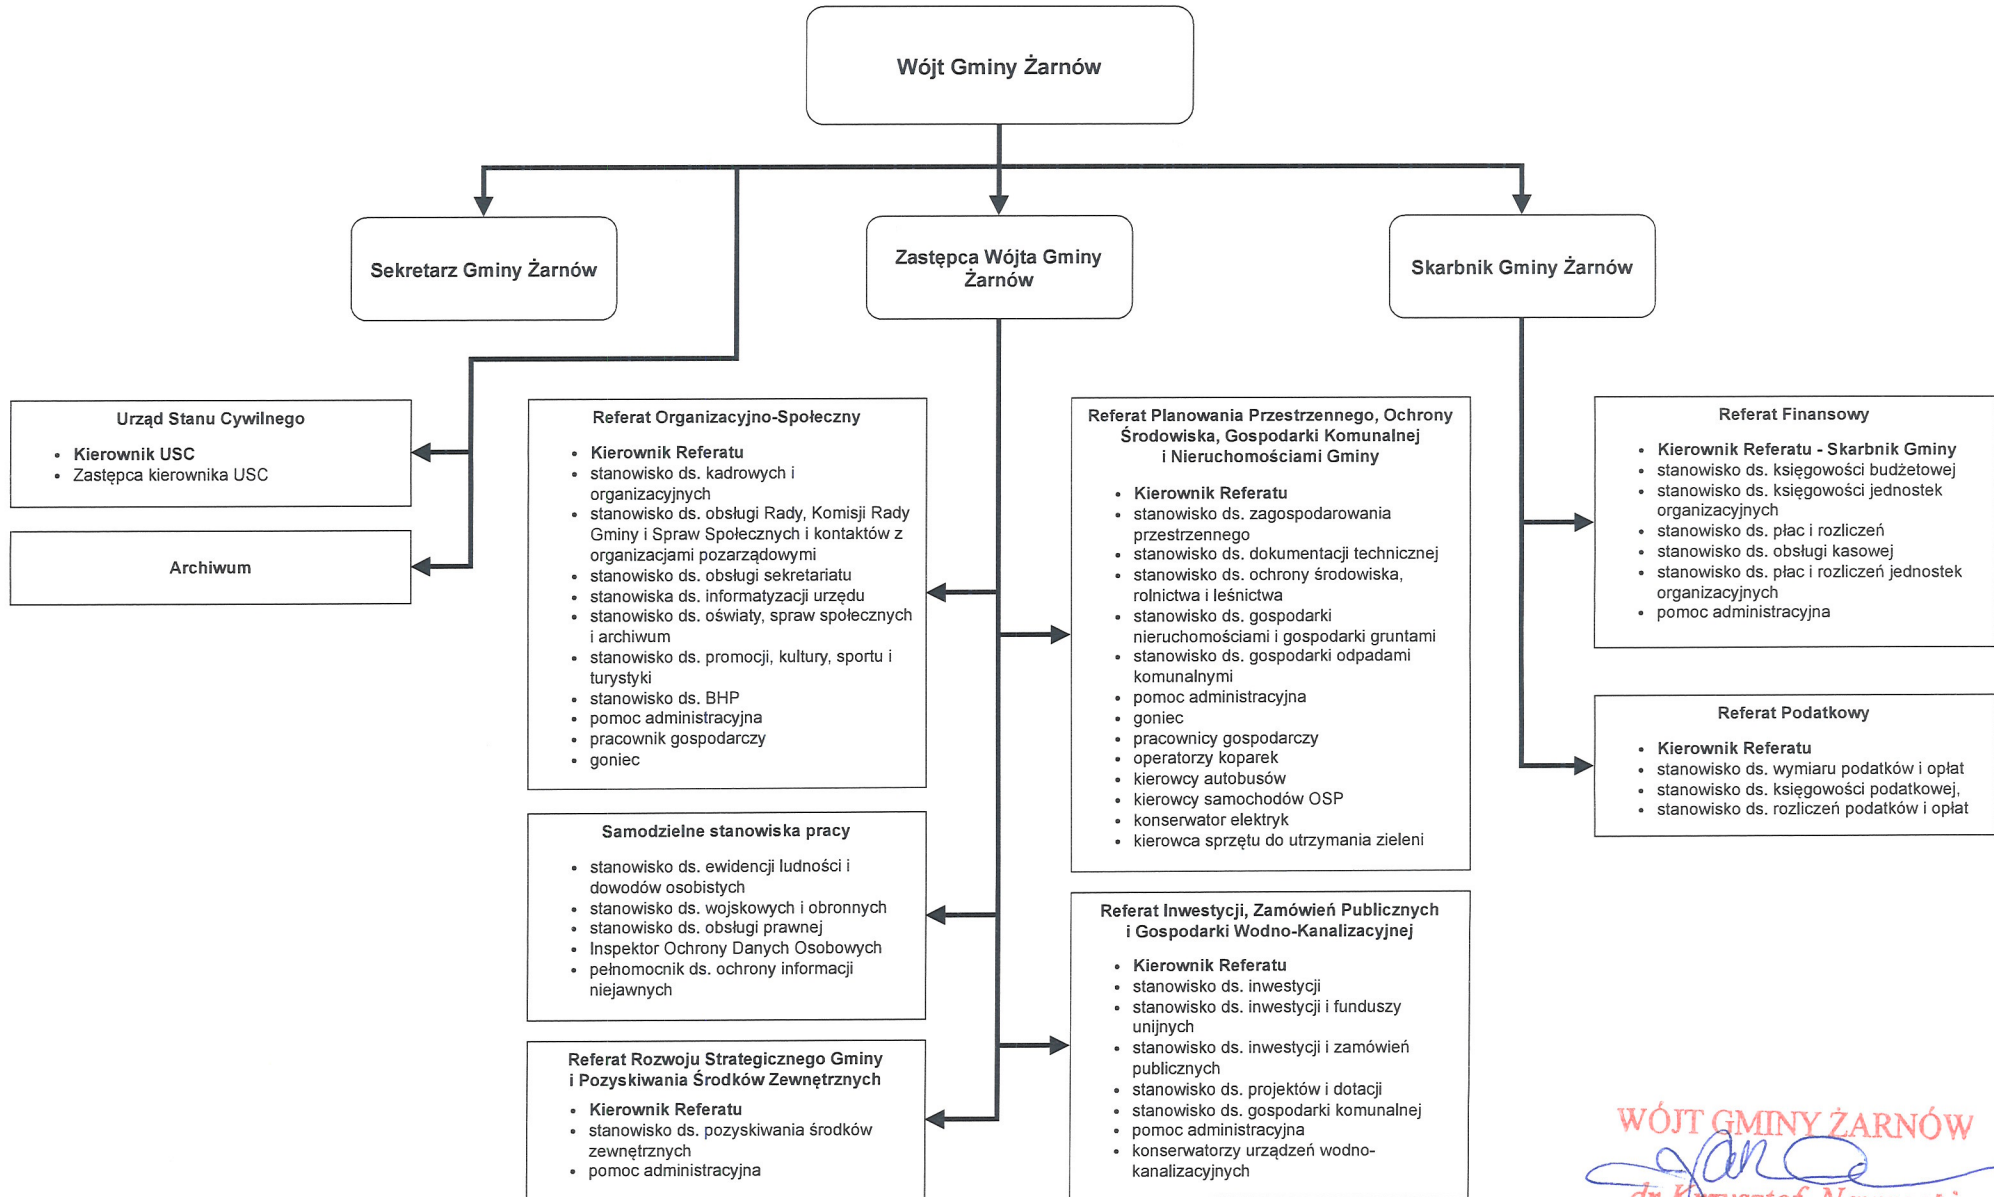 Wójt Gminy Żarnów
Sekretarz Gminy Żarnów
Zastępca Wójta Gminy
Żarnów
Skarbnik Gminy Żarnów
Urząd Stanu Cywilnego
• Kierownik USC
• Zastępca kierownika USC
Archiwum
Referat Organizacyjno-Społeczny
• Kierownik Referatu
• stanowisko ds. kadrowych i
organizacyjnych
• stanowisko ds. obsługi Rady, Komisji Rady
Gminy i Spraw Społecznych i kontaktów z
organizacjami pozarządowymi
• stanowisko ds. obsługi sekretariatu
• stanowiska ds. informatyzacji urzędu
• stanowisko ds. oświaty, spraw społecznych
i archiwum
• stanowisko ds. promocji, kultury, sportu i
turystyki
• stanowisko ds. BHP
• pomoc administracyjna
• pracownik gospodarczy
• goniec
Samodzielne stanowiska pracy
• stanowisko ds. ewidencji ludności i
dowodów osobistych
• stanowisko ds. wojskowych i obronnych
• stanowisko ds. obsługi prawnej
• Inspektor Ochrony Danych Osobowych
• pełnomocnik ds. ochrony informacji
niejawnych
Referat Rozwoju Strategicznego Gminy
i Pozyskiwania Środków Zewnętrznych
• Kierownik Referatu
• stanowisko ds. pozyskiwania środków
zewnętrznych
• pomoc administracyjna
Referat Planowania Przestrzennego, Ochrony
Środowiska, Gospodarki Komunalnej
i Nieruchomościami Gminy
• Kierownik Referatu
• stanowisko ds. zagospodarowania
przestrzennego
• stanowisko ds. dokumentacji technicznej
• stanowisko ds. ochrony środowiska,
rolnictwa i leśnictwa
• stanowisko ds. gospodarki
nieruchomościami i gospodarki gruntami
• stanowisko ds. gospodarki odpadami
komunalnymi
• pomoc administracyjna
• goniec
• pracownicy gospodarczy
• operatorzy koparek
• kierowcy autobusów
• kierowcy samochodów OSP
• konserwator elektryk
• kierowca sprzętu do utrzymania zieleni
Referat Inwestycji, Zamówień Publicznych
i Gospodarki Wodno-Kanalizacyjnej
• Kierownik Referatu
• stanowisko ds. inwestycji
• stanowisko ds. inwestycji i funduszy
unijnych
• stanowisko ds. inwestycji i zamówień
publicznych
• stanowisko ds. projektów i dotacji
• stanowisko ds. gospodarki komunalnej
• pomoc administracyjna
• konserwatorzy urządzeń wodno-
kanalizacyjnych
Referat Finansowy
• Kierownik Referatu - Skarbnik Gminy
• stanowisko ds. księgowości budżetowej
• stanowisko ds. księgowości jednostek
organizacyjnych
• stanowisko ds. płac i rozliczeń
• stanowisko ds. obsługi kasowej
• stanowisko ds. płac i rozliczeń jednostek
organizacyjnych
• pomoc administracyjna
Referat Podatkowy
• Kierownik Referatu
• stanowisko ds. wymiaru podatków i opłat
• stanowisko ds. księgowości podatkowej,
• stanowisko ds. rozliczeń podatków i opłat
WÓJT GMINY ŻARNÓW
dr Krzysztof